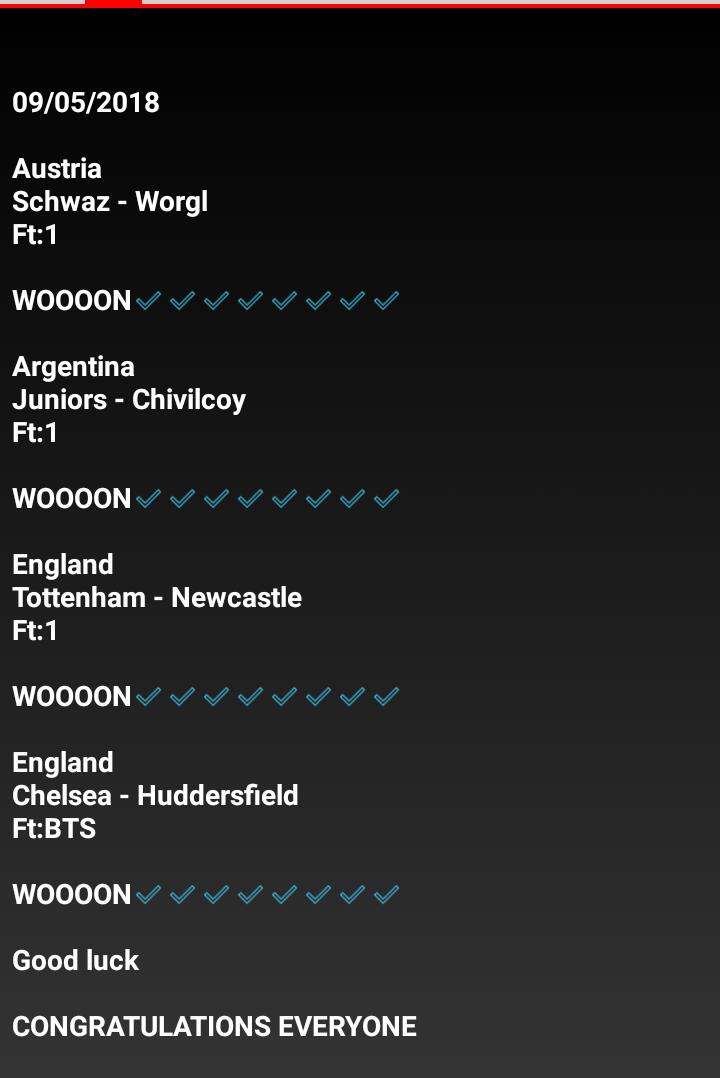 09/05/2018
Austria
Schwaz - Worgl
Ft:1
WOOOON✓✓✓✓✓✓✓✓
Argentina
Juniors - Chivilcoy
Ft:1
WOOOON✓✓✓✓✓✓✓✓
England
Tottenham - Newcastle
Ft:1
WOOOON✓✓✓✓✓✓✓✓
England
Chelsea - Huddersfield
Ft:BTS
WOOOON✓✓✓✓✓✓✓✓
Good luck
CONGRATULATIONS EVERYONE